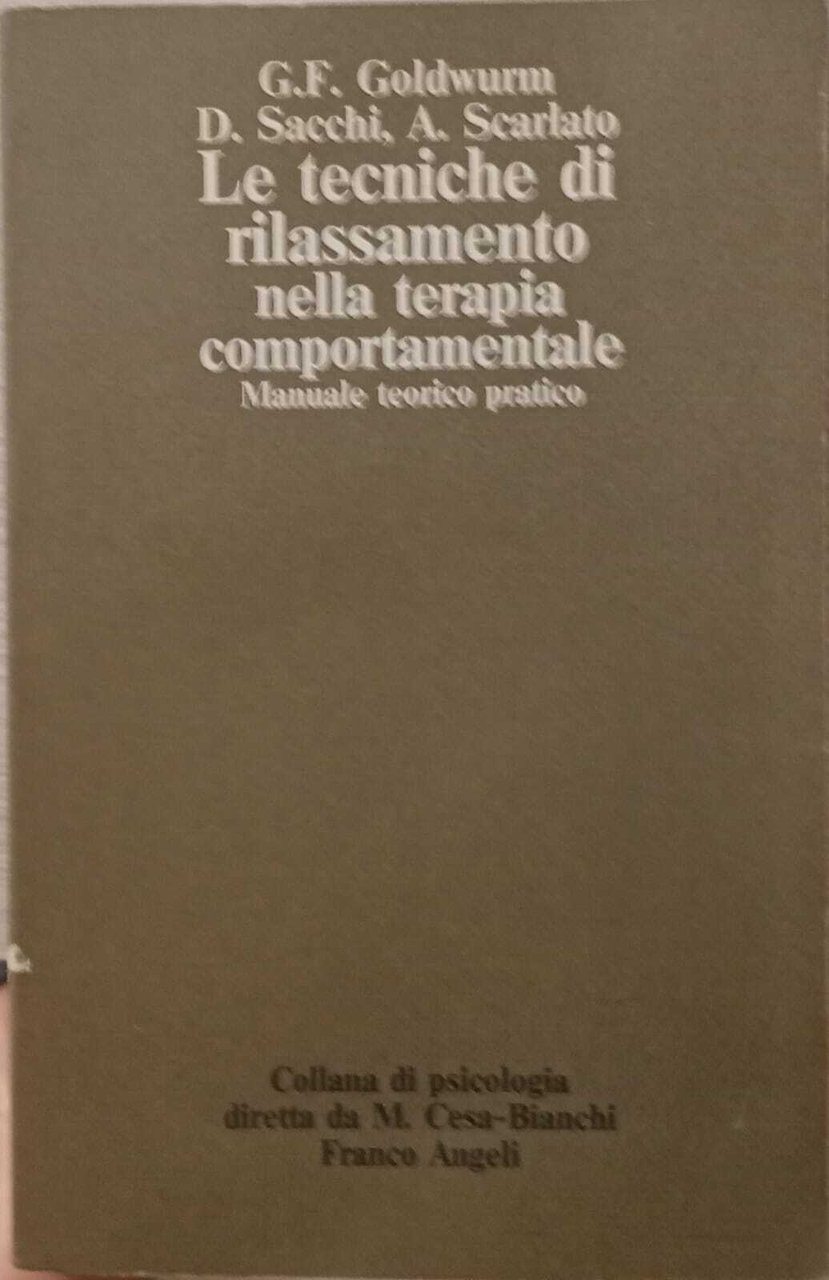 G.F. Goldwurm
D. Sacchi, A. Scarlato
Le tecniche di
rilassamento
nella terapia
comportamentale
Manuale teorico pratico
Collana di psicologia
diretta da M. Cesa-Bianchi
Franco Angeli